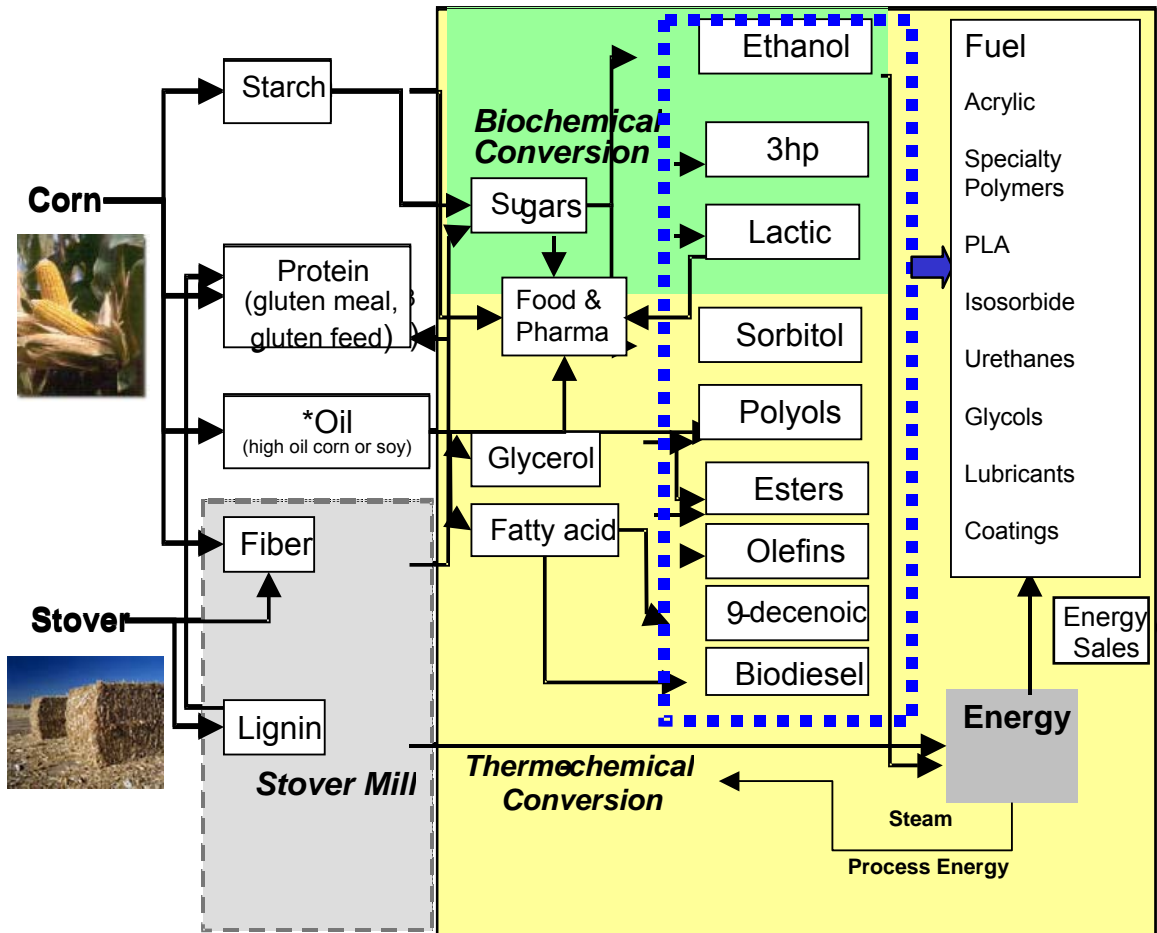 Corn
Stover
Starch
Protein
(gluten meal,
gluten feed)
)
*Oil
(high oil corn or soy)
Fiber
Lignin
Stover Mill
Biochemical
Conversion
Sugars
Food &
Pharma
Glycerol
Fatty acid
Thermo-chemical
Conversion
Ethanol
3hp
Lactic
Sorbitol
Polyols
Esters
Olefins
9-decenoic
Biodiesel
Fuel
Acrylic
Specialty
Polymers
PLA
Isosorbide
Urethanes
Glycols
Lubricants
Coatings
Energy
Sales
Energy
Steam
Process Energy